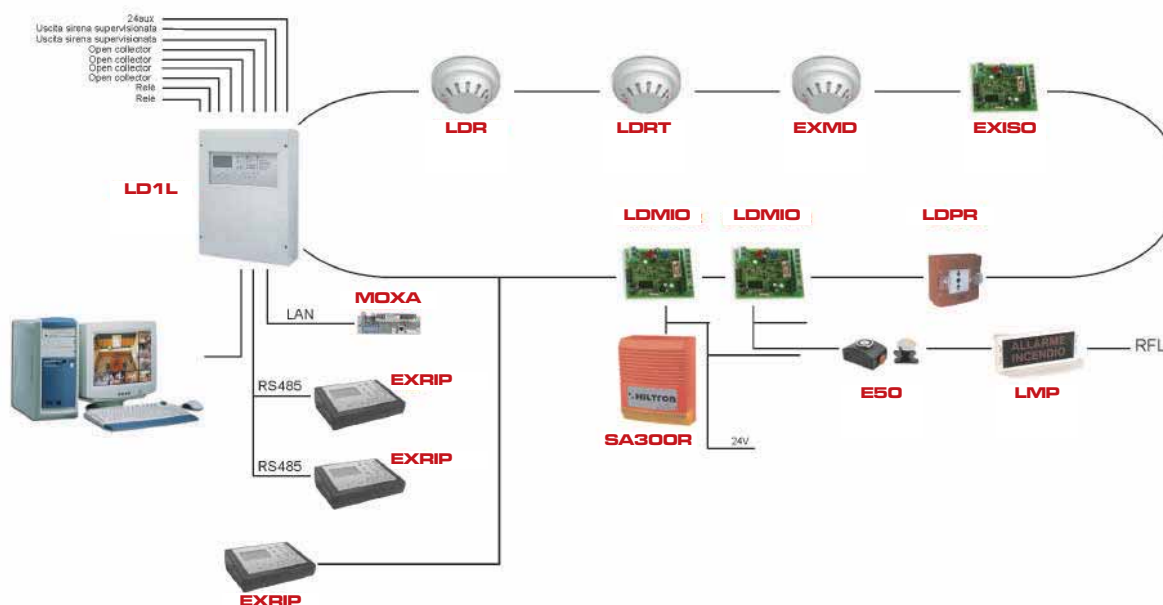 24aux
Uscita sirena supervisionata
Uscita sirena supervisionata
Open collector
Open collector
Open collector
Open collector
Relè
Relè
LDR
LDRT
EXMD
EXISO
LD1L
LDMIO
LDMIO
LDPR
MOXA
LAN
ALLARME
INCENDIO
RFL
RS485
EXRIP
HILTRON
E50
LMP
SA300R
24V
RS485
EXRIP
EXRIP